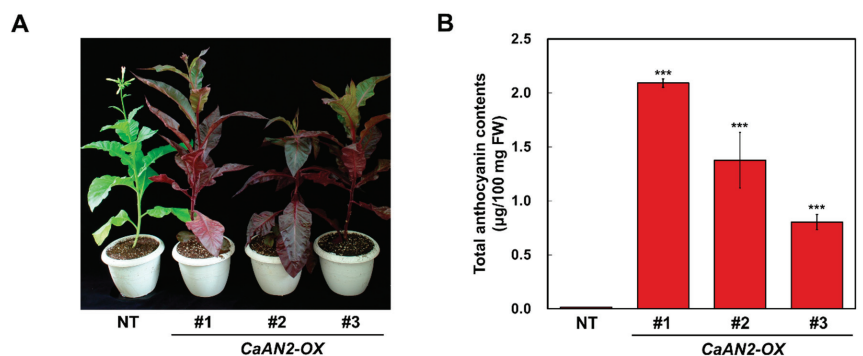 A
NT #1 #2 #3
CaAN2-OX
B
Total anthocyanin contents
(µg/100 mg FW)
2.5
2.0
1.5
1.0
0.5
0.0
***
***
***
NT #1 #2 #3
CaAN2-OX